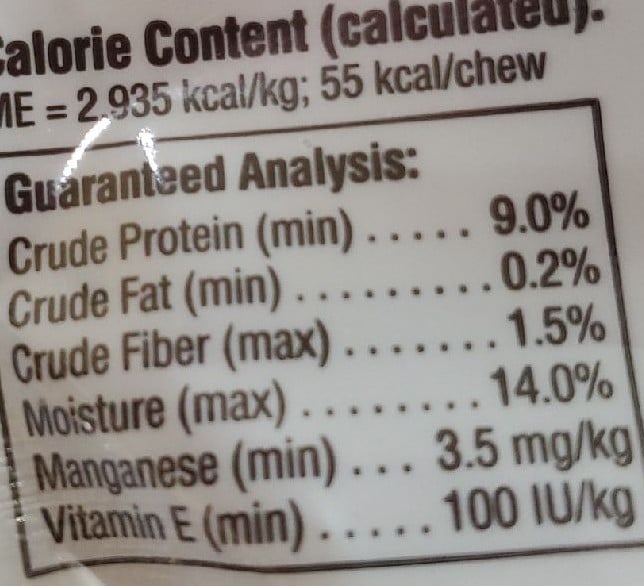 Calorie Content (calculated):
ME = 2,935 kcal/kg; 55 kcal/chew
Guaranteed Analysis:
Crude Protein (min) ..... 9.0%
Crude Fat (min) ......... 0.2%
Crude Fiber (max) ....... 1.5%
Moisture (max) ........ 14.0%
Manganese (min) ... 3.5 mg/kg
Vitamin E (min) ..... 100 IU/kg